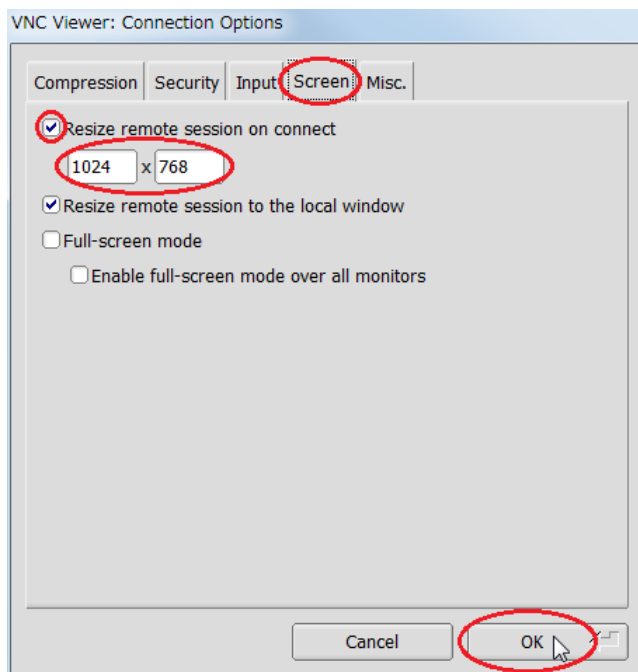 VNC Viewer: Connection Options
Compression Security Input Screen Misc.
Resize remote session on connect
1024 x 768
Resize remote session to the local window
Full-screen mode
Enable full-screen mode over all monitors
Cancel OK